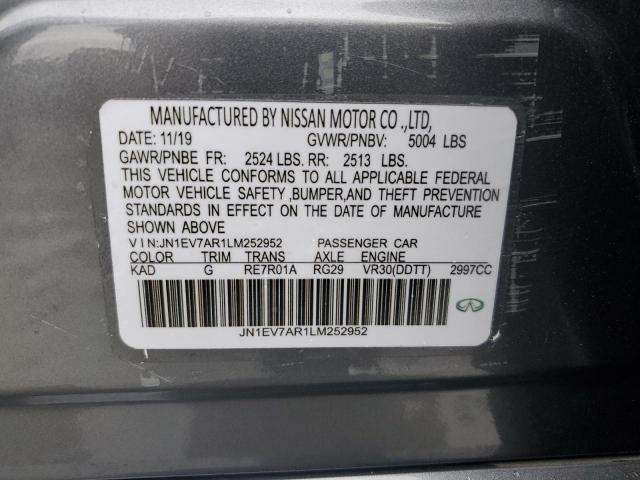 MANUFACTURED BY NISSAN MOTOR CO .,LTD,
DATE: 11/19 GVWR/PNBV: 5004 LBS
GAWR/PNBE FR: 2524 LBS. RR: 2513 LBS.
THIS VEHICLE CONFORMS TO ALL APPLICABLE FEDERAL
MOTOR VEHICLE SAFETY ,BUMPER,AND THEFT PREVENTION
STANDARDS IN EFFECT ON THE DATE OF MANUFACTURE
SHOWN ABOVE
VIN:JN1EV7AR1LM252952 PASSENGER CAR
COLOR TRIM TRANS AXLE ENGINE
KAD G RE7R01A RG29 VR30(DDTT) 2997CC
JN1EV7AR1LM252952